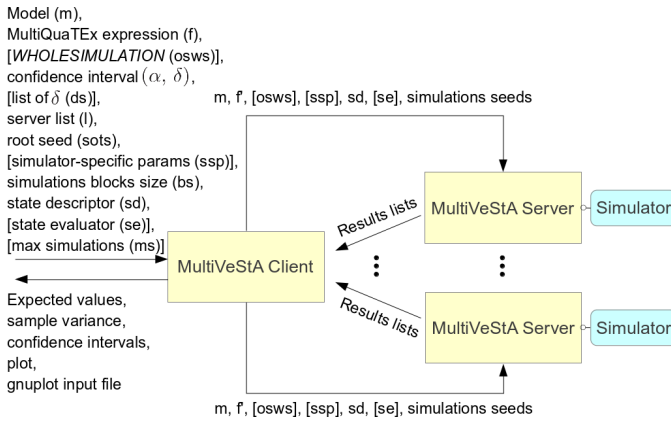 Model (m),
MultiQuaTEx expression (f),
[WHOLESIMULATION (osws)],
confidence interval (α, δ),
[list of δ (ds)],
server list (l),
root seed (sots),
[simulator-specific params (ssp)],
simulations blocks size (bs),
state descriptor (sd),
[state evaluator (se)],
[max simulations (ms)]
m, f', [osws], [ssp], sd, [se], simulations seeds
MultiVeStA Client
Results lists
MultiVeStA Server
Simulator
Results lists
MultiVeStA Server
Simulator
Expected values,
sample variance,
confidence intervals,
plot,
gnuplot input file
m, f', [osws], [ssp], sd, [se], simulations seeds